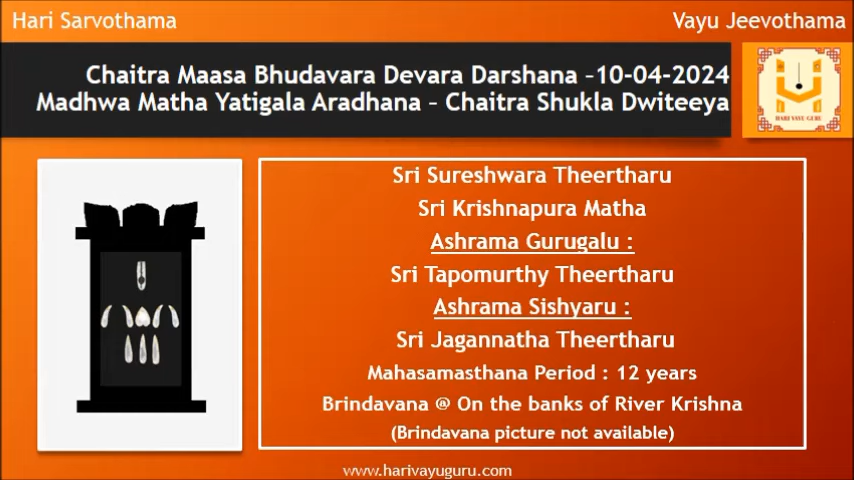 Hari Sarvothama
Vayu Jeevothama
Chaitra Maasa Bhudavara Devara Darshana –10-04-2024
Madhwa Matha Yatigala Aradhana – Chaitra Shukla Dwiteeya
HARI VAYU GURU
Sri Sureshwara Theertharu
Sri Krishnapura Matha
Ashrama Gurugalu :
Sri Tapomurthy Theertharu
Ashrama Sishyaru :
Sri Jagannatha Theertharu
Mahasamasthana Period : 12 years
Brindavana @ On the banks of River Krishna
(Brindavana picture not available)
www.harivayuguru.com